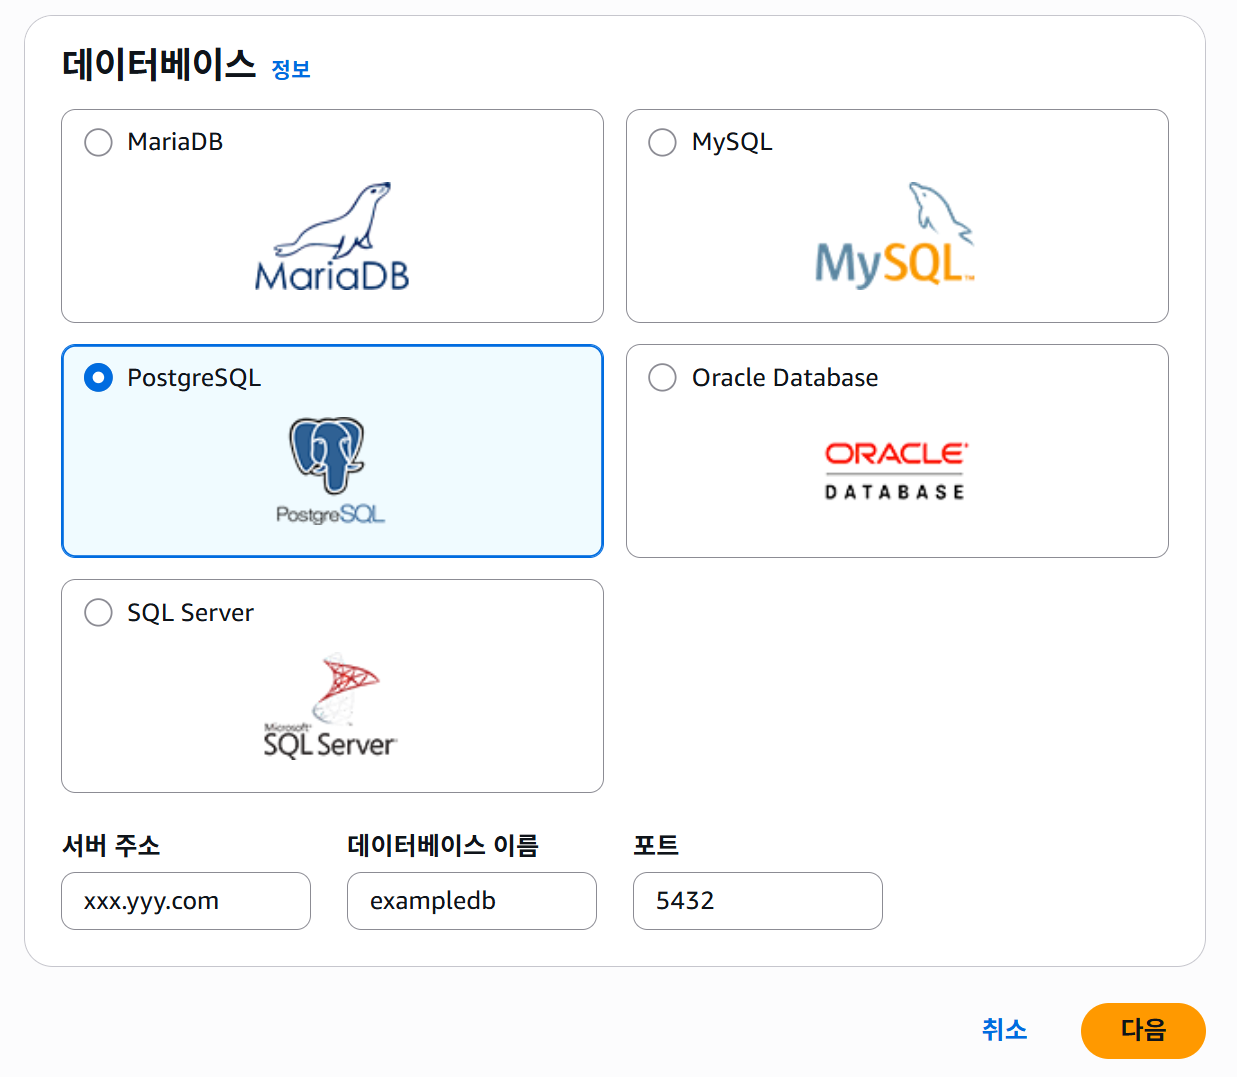 데이터베이스 정보
MariaDB
MariaDB
MySQL
MySQL™
PostgreSQL
PostgreSQL
Oracle Database
ORACLE
DATABASE
SQL Server
Microsoft®
SQL Server
서버 주소
xxx.yyy.com
데이터베이스 이름
exampledb
포트
5432
취소
다음